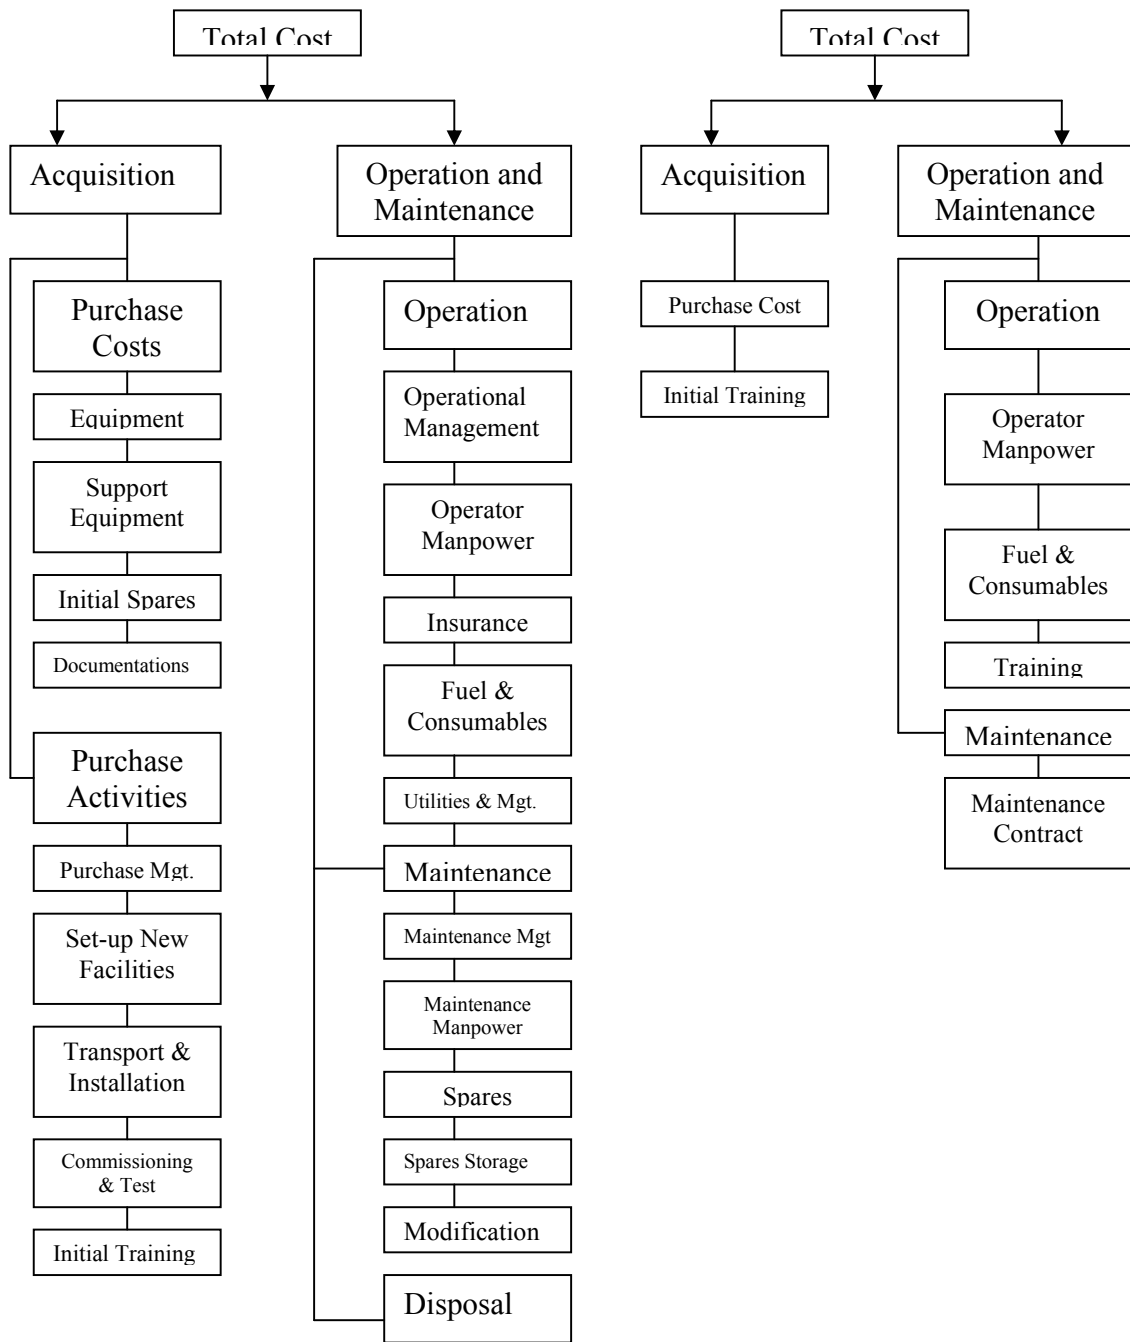 Total Cost
Acquisition
Operation and
Maintenance
Purchase
Costs
Equipment
Support
Equipment
Initial Spares
Documentations
Purchase
Activities
Purchase Mgt.
Set-up New
Facilities
Transport &
Installation
Commissioning
& Test
Initial Training
Operation
Operational
Management
Operator
Manpower
Insurance
Fuel &
Consumables
Utilities & Mgt.
Maintenance
Maintenance Mgt
Maintenance
Manpower
Spares
Spares Storage
Modification
Disposal
Total Cost
Acquisition
Operation and
Maintenance
Purchase Cost
Initial Training
Operation
Operator
Manpower
Fuel &
Consumables
Training
Maintenance
Maintenance
Contract